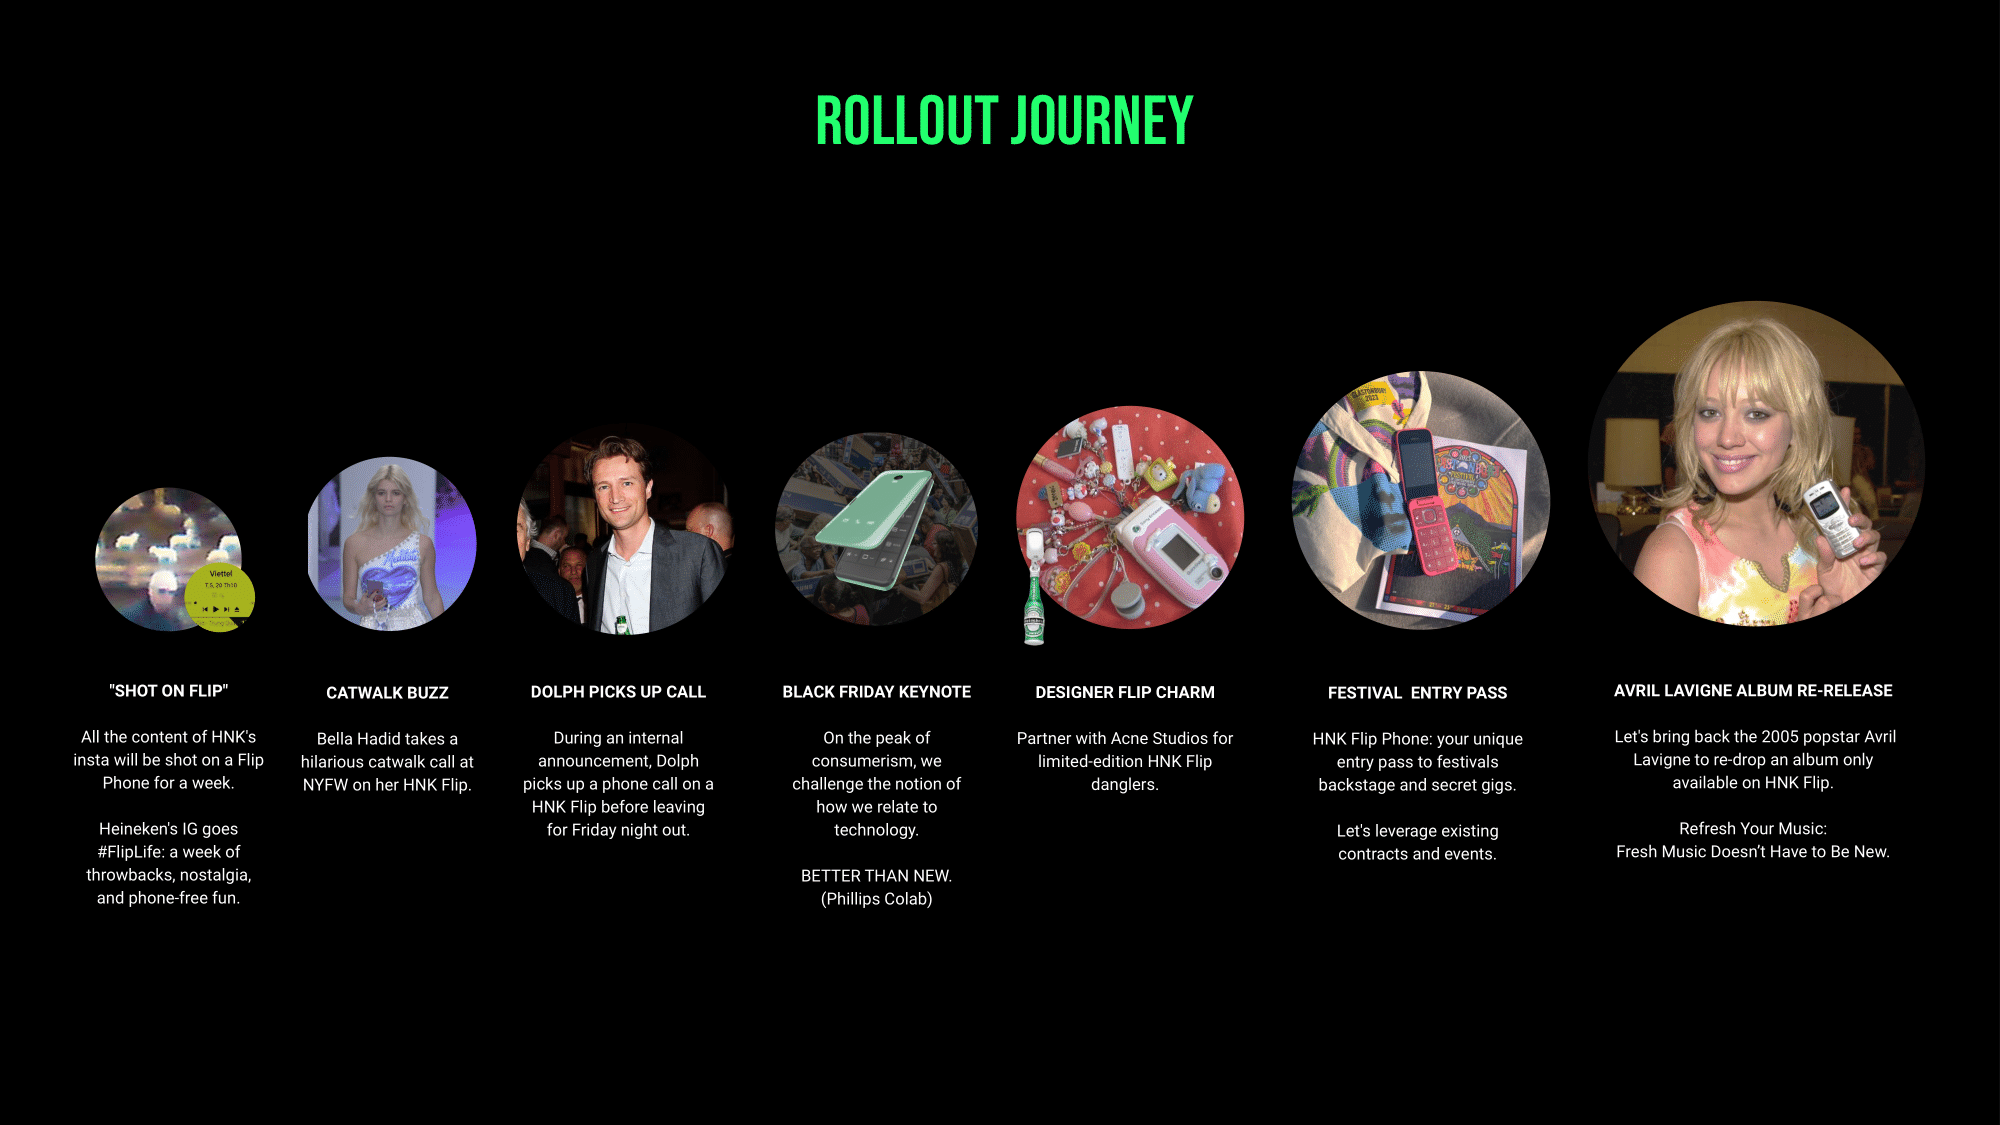 ROLLOUT JOURNEY
Viettel
7.5, 20 Th10
GLASTONBURY
2023
"SHOT ON FLIP"
All the content of HNK's
insta will be shot on a Flip
Phone for a week.
Heineken's IG goes
#FlipLife: a week of
throwbacks, nostalgia,
and phone-free fun.
CATWALK BUZZ
Bella Hadid takes a
hilarious catwalk call at
NYFW on her HNK Flip.
DOLPH PICKS UP CALL
During an internal
announcement, Dolph
picks up a phone call on a
HNK Flip before leaving
for Friday night out.
BLACK FRIDAY KEYNOTE
On the peak of
consumerism, we
challenge the notion of
how we relate to
technology.
BETTER THAN NEW.
(Phillips Colab)
DESIGNER FLIP CHARM
Partner with Acne Studios for
limited-edition HNK Flip
danglers.
FESTIVAL ENTRY PASS
HNK Flip Phone: your unique
entry pass to festivals
backstage and secret gigs.
Let's leverage existing
contracts and events.
AVRIL LAVIGNE ALBUM RE-RELEASE
Let's bring back the 2005 popstar Avril
Lavigne to re-drop an album only
available on HNK Flip.
Refresh Your Music:
Fresh Music Doesn’t Have to Be New.